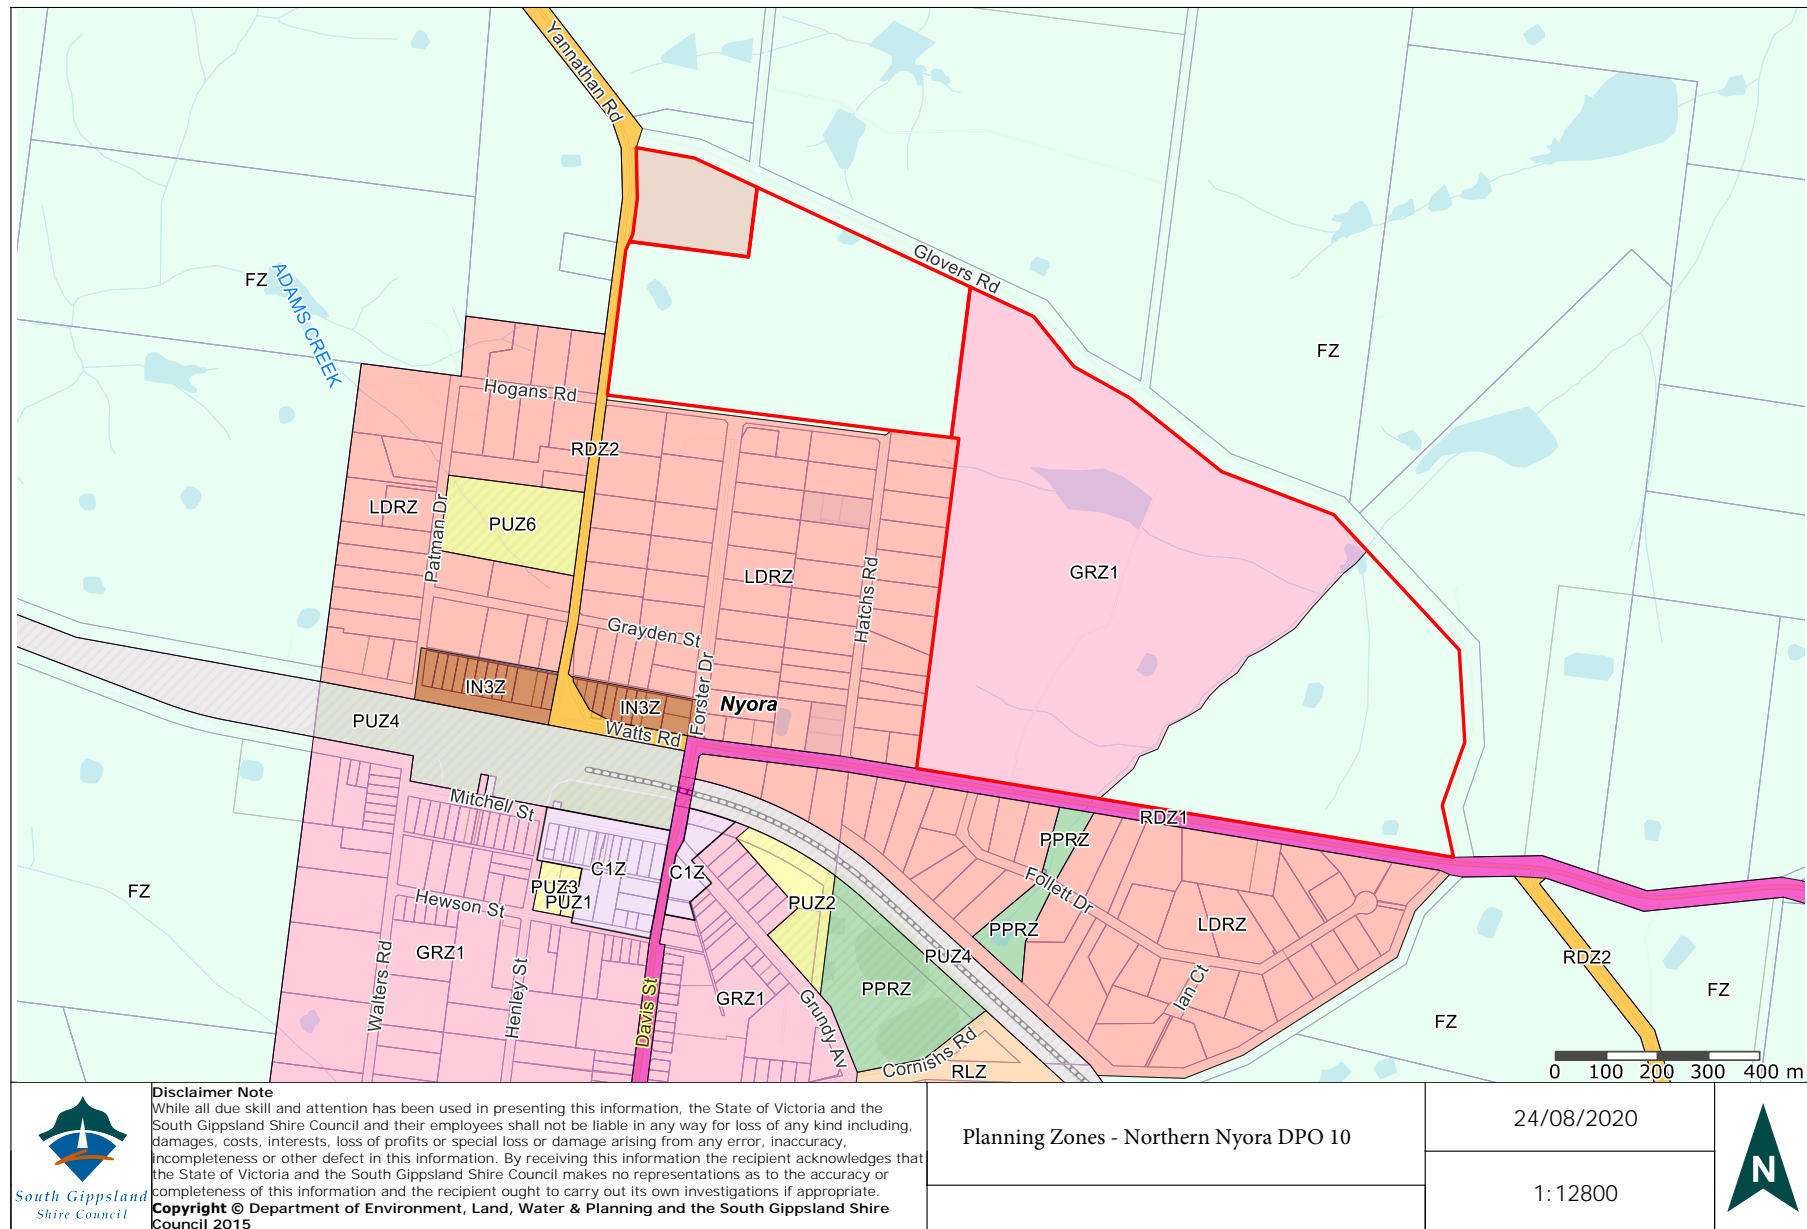 Yannathan Rd
Glovers Rd
FZ
ADAMS CREEK
FZ
Hogans Rd
RDZ2
LDRZ
Patman Dr
PUZ6
LDRZ
Hatchs Rd
GRZ1
Grayden St
Forster Dr
IN3Z
IN3Z
Nyora
PUZ4
Watts Rd
Mitchell St
RDZ1
PPRZ
C1Z
C1Z
FZ
PUZ3
PUZ1
Hewson St
PUZ2
Follett Dr
LDRZ
PPRZ
GRZ1
Walters Rd
Henley St
Davis St
GRZ1
Grundy Av
PPRZ
PUZ4
Ian Ct
RDZ2
FZ
FZ
Cornishs Rd
RLZ
0 100 200 300 400 m
South Gippsland
Shire Council
Disclaimer Note
While all due skill and attention has been used in presenting this information, the State of Victoria and the
South Gippsland Shire Council and their employees shall not be liable in any way for loss of any kind including,
damages, costs, interests, loss of profits or special loss or damage arising from any error, inaccuracy,
incompleteness or other defect in this information. By receiving this information the recipient acknowledges that
the State of Victoria and the South Gippsland Shire Council makes no representations as to the accuracy or
completeness of this information and the recipient ought to carry out its own investigations if appropriate.
Copyright © Department of Environment, Land, Water & Planning and the South Gippsland Shire
Council 2015
Planning Zones - Northern Nyora DPO 10
24/08/2020
1:12800
N